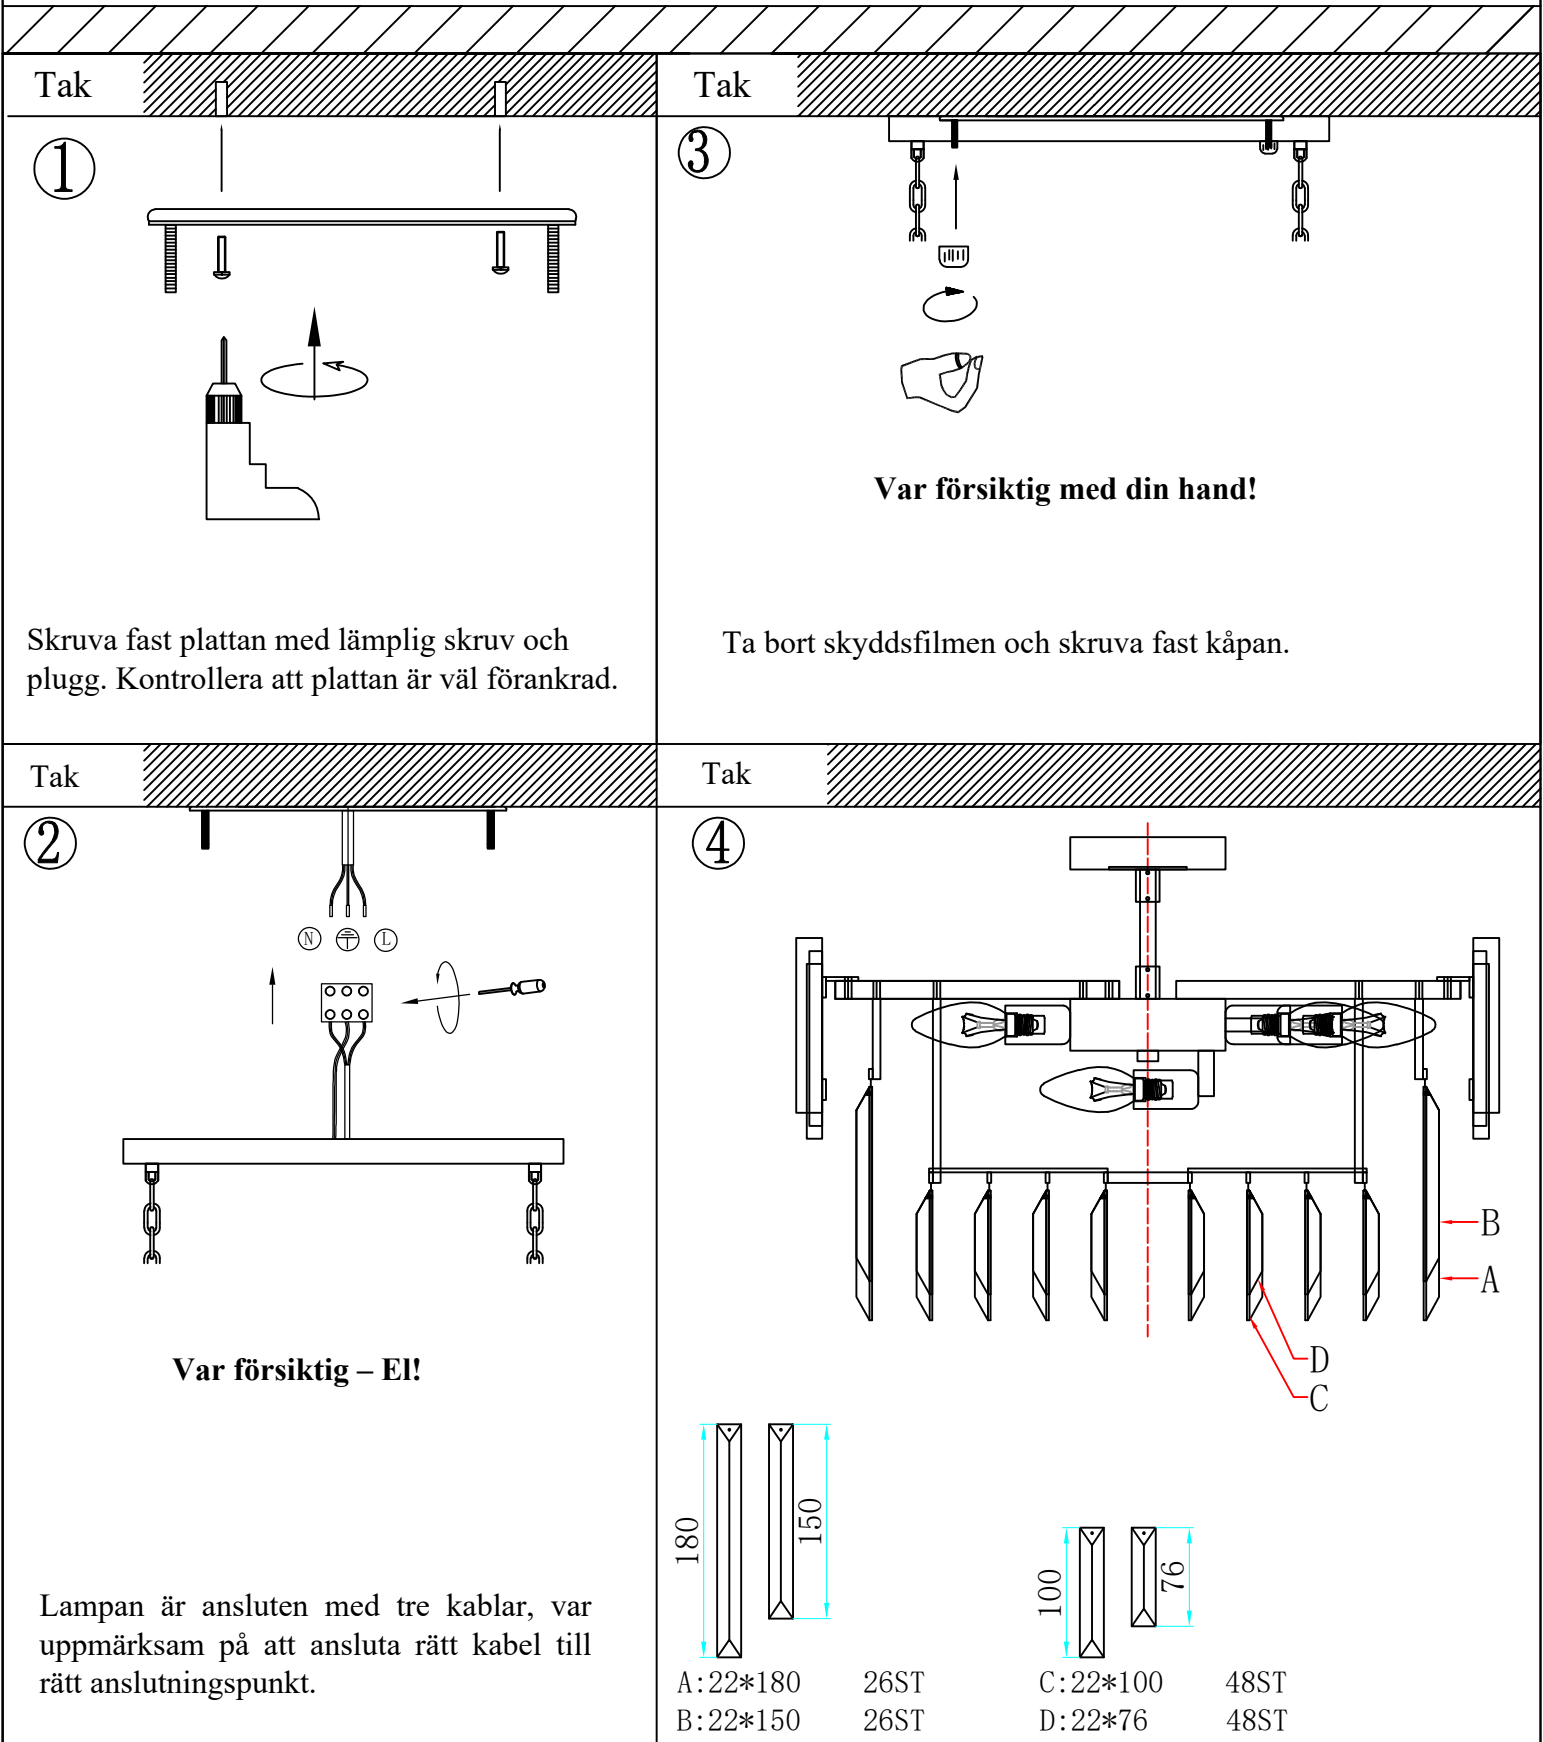 Tak
1
Skruva fast plattan med lämplig skruv och
plugg. Kontrollera att plattan är väl förankrad.
Tak
2
N L
Var försiktig – El!
Lampan är ansluten med tre kablar, var
uppmärksam på att ansluta rätt kabel till
rätt anslutningspunkt.
Tak
3
Var försiktig med din hand!
Ta bort skyddsfilmen och skruva fast kåpan.
Tak
4
B
A
D
C
180
150
100
76
A:22*180 26ST C:22*100 48ST
B:22*150 26ST D:22*76 48ST